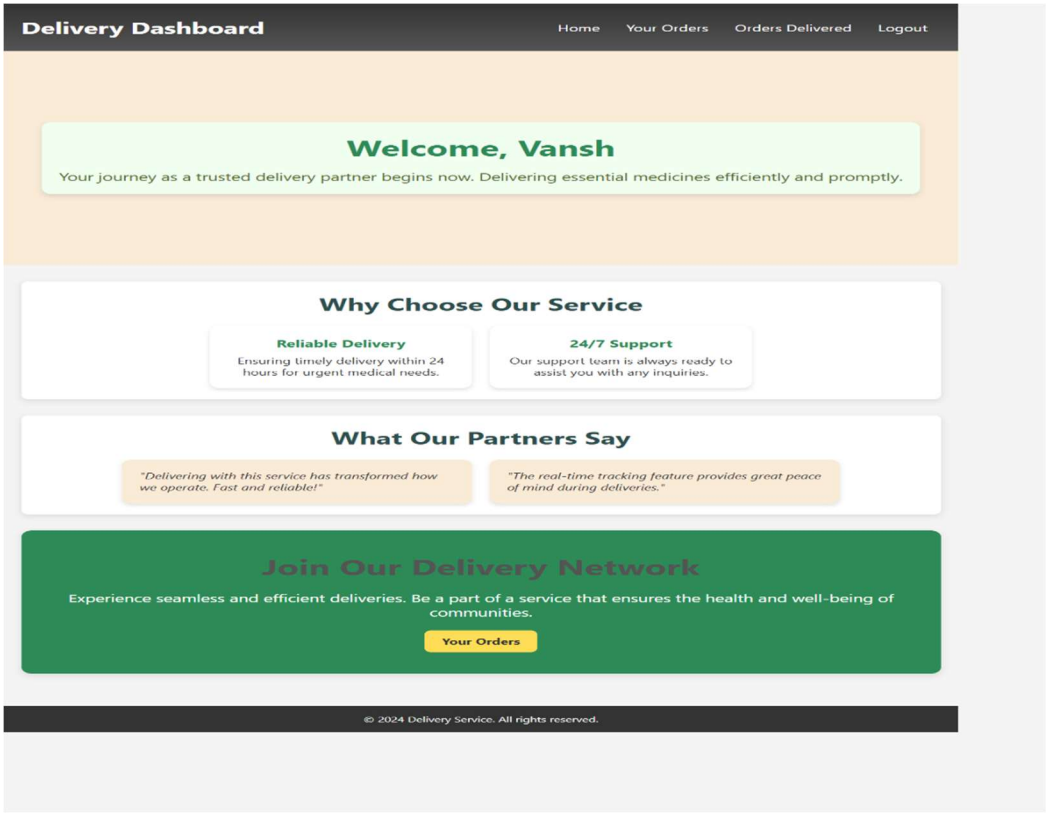 Delivery Dashboard
Home Your Orders Orders Delivered Logout
Welcome, Vansh
Your journey as a trusted delivery partner begins now. Delivering essential medicines efficiently and promptly.
Why Choose Our Service
Reliable Delivery
Ensuring timely delivery within 24
hours for urgent medical needs.
24/7 Support
Our support team is always ready to
assist you with any inquiries.
What Our Partners Say
"Delivering with this service has transformed how
we operate. Fast and reliable!"
"The real-time tracking feature provides great peace
of mind during deliveries."
Join Our Delivery Network
Experience seamless and efficient deliveries. Be a part of a service that ensures the health and well-being of
communities.
Your Orders
© 2024 Delivery Service. All rights reserved.